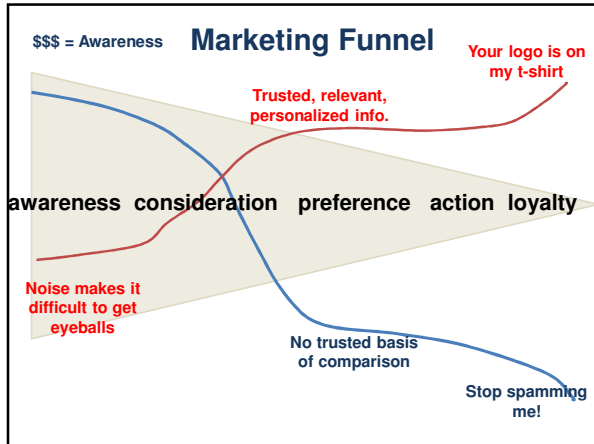 $$$ = Awareness
Marketing Funnel
Your logo is on
my t-shirt
Trusted, relevant,
personalized info.
awareness consideration preference action loyalty
Noise makes it
difficult to get
eyeballs
No trusted basis
of comparison
Stop spamming
me!